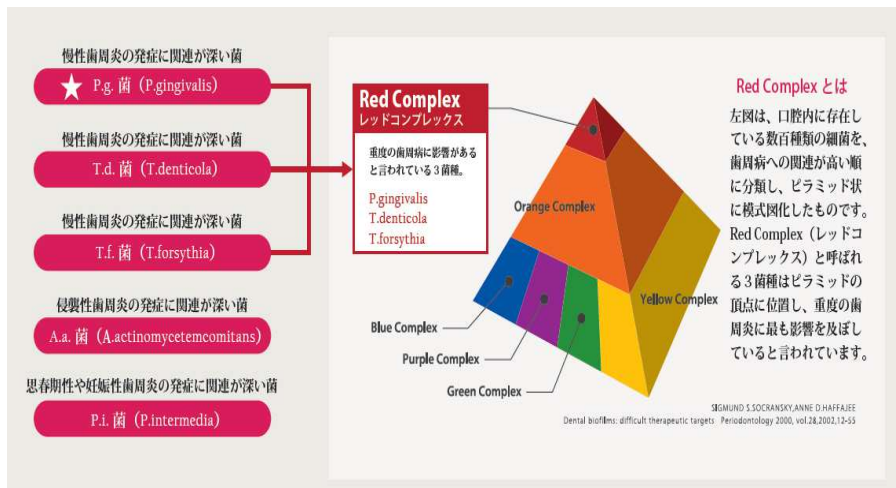 慢性歯周炎の発症に関連が深い菌
P.g. 菌（P.gingivalis）
慢性歯周炎の発症に関連が深い菌
T.d. 菌（T.denticola）
慢性歯周炎の発症に関連が深い菌
T.f. 菌（T.forsythia）
侵襲性歯周炎の発症に関連が深い菌
A.a. 菌（A.actinomycetemcomitans）
思春期性や妊娠性歯周炎の発症に関連が深い菌
P.i. 菌（P.intermedia）
Red Complex
レッドコンプレックス
重度の歯周病に影響がある
と言われている３菌種。
P.gingivalis
T.denticola
T.forsythia
Orange Complex
Yellow Complex
Blue Complex
Purple Complex
Green Complex
Red Complex とは
左図は、口腔内に存在し
ている数百種類の細菌を、
歯周病への関連が高い順
に分類し、ピラミッド状
に模式図化したものです。
Red Complex（レッドコ
ンプレックス）と呼ばれ
る３菌種はピラミッドの
頂点に位置し、重度の歯
周炎に最も影響を及ぼし
ていると言われています。
SIGMUND S.SOCRANSKY,ANNE D.HAFFAJEE
Dental biofilms: difficult therapeutic targets Periodontology 2000, vol.28,2002,12-55